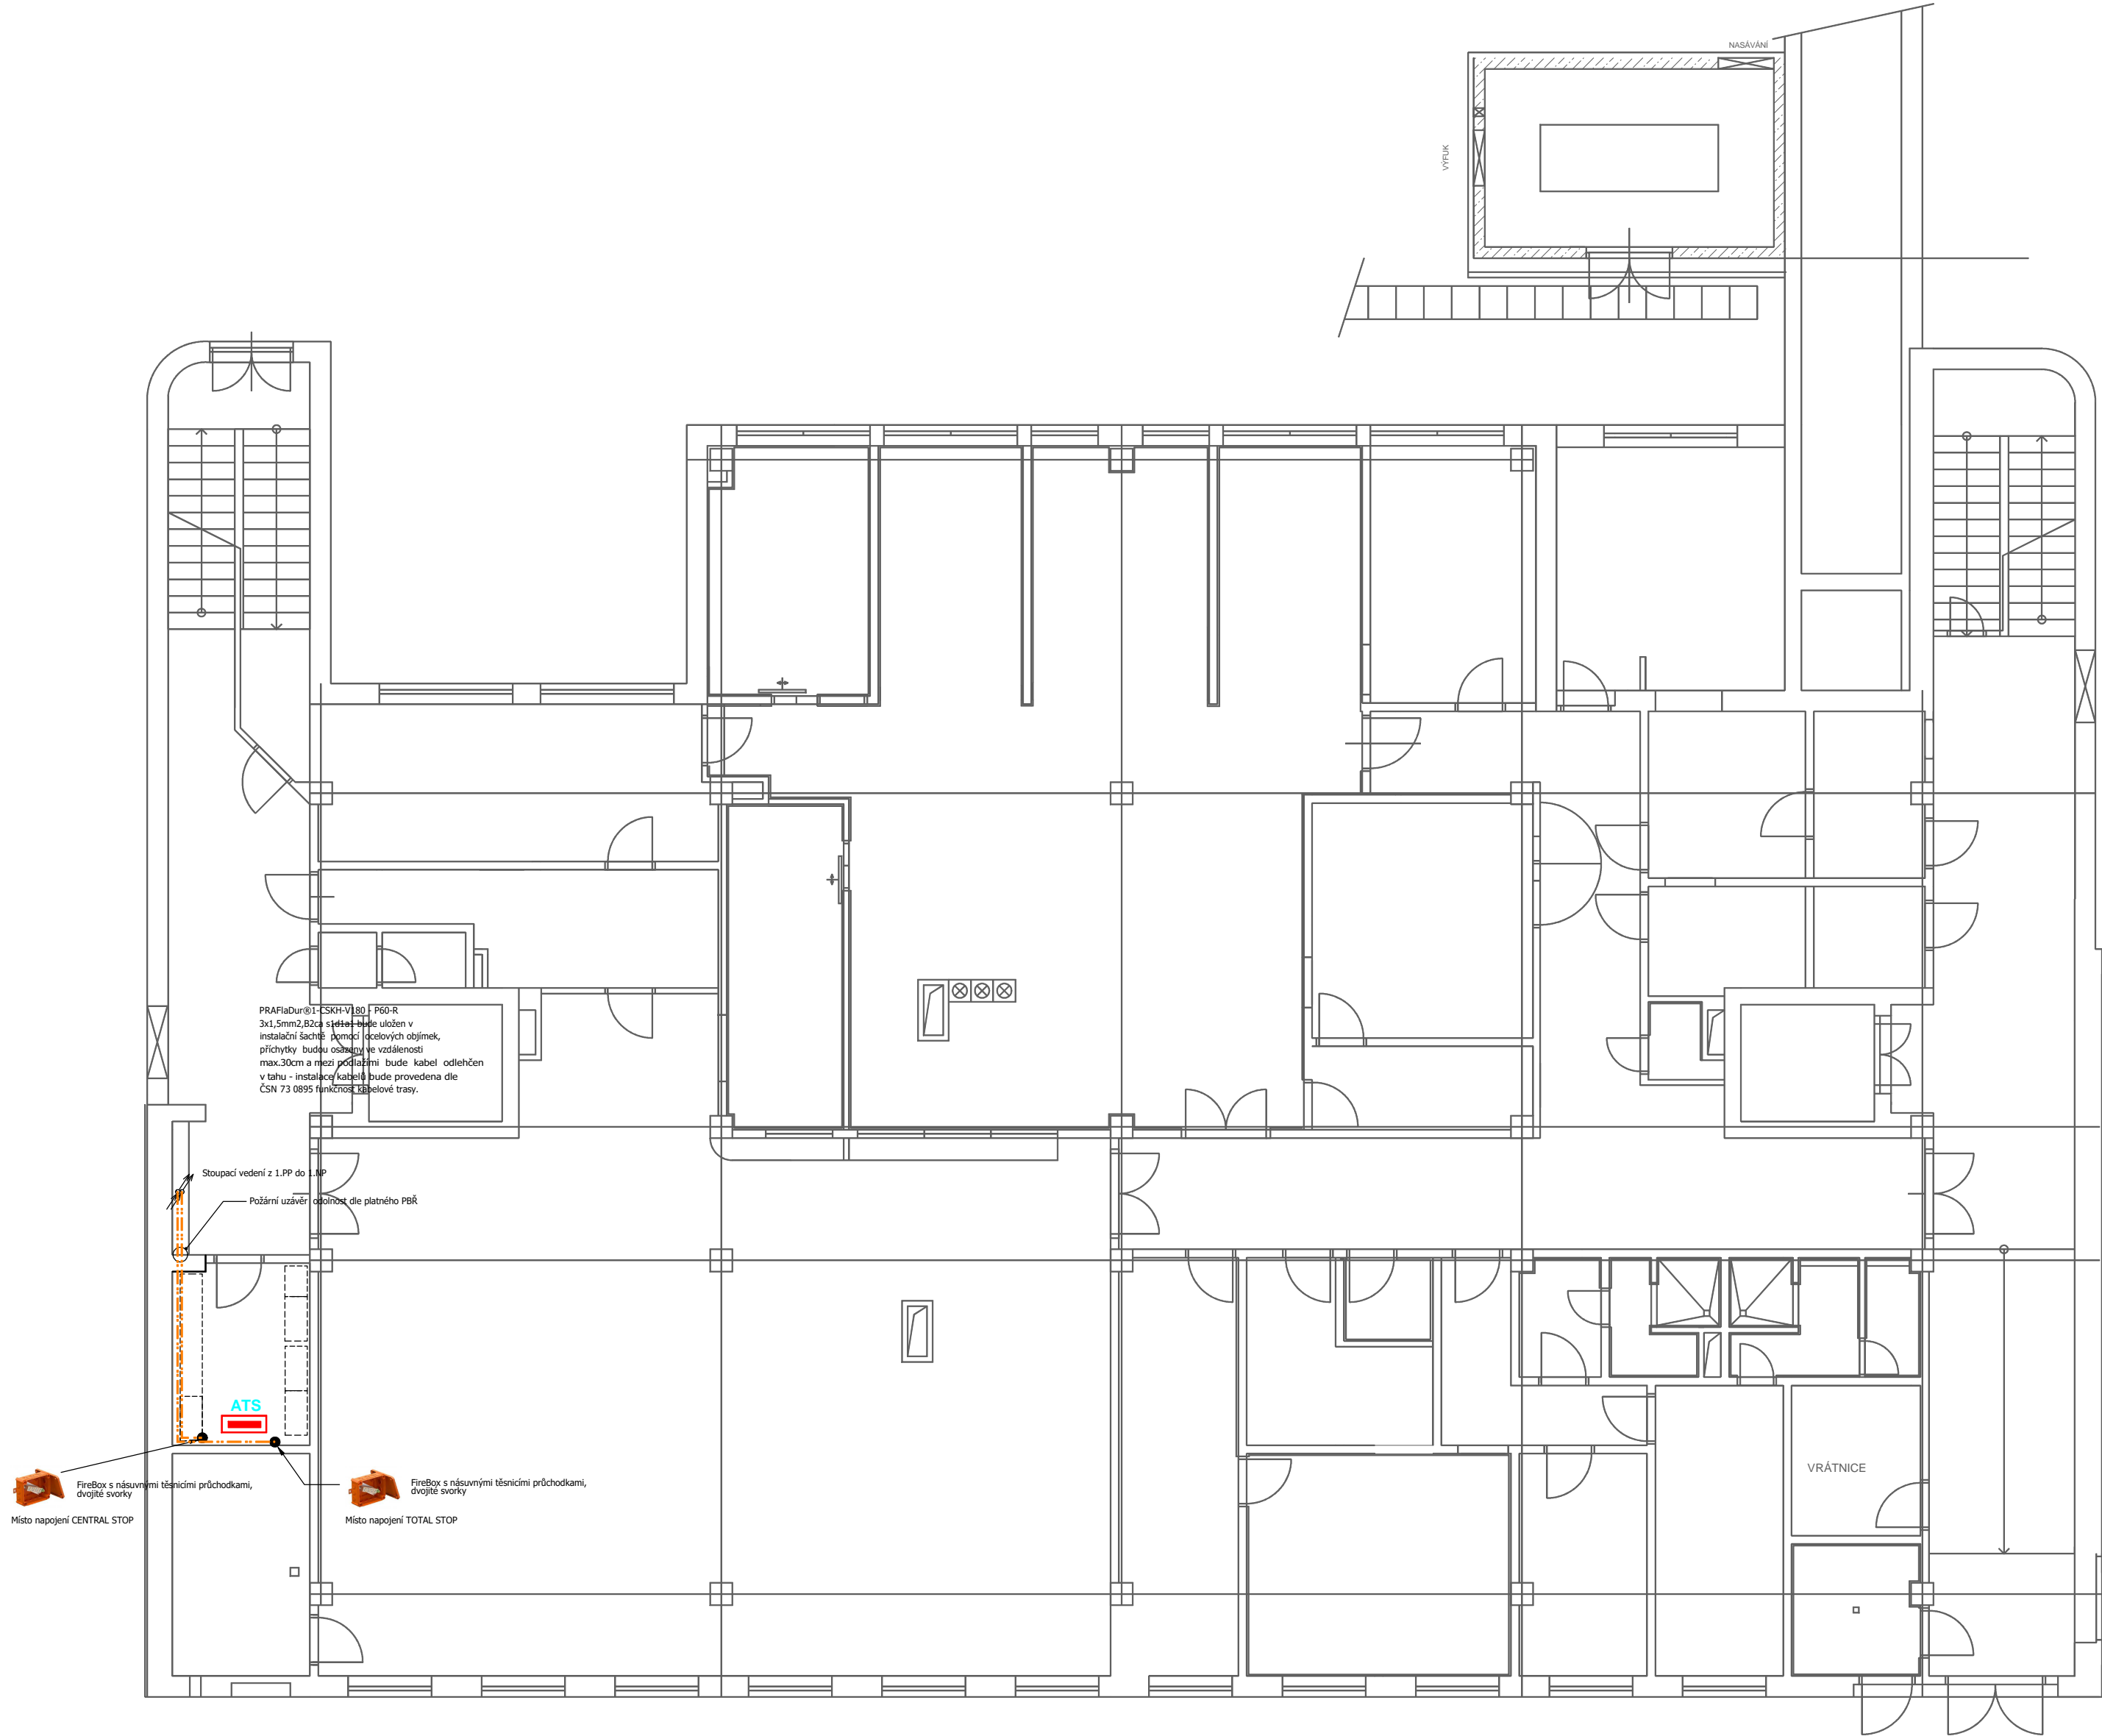 NASÁVÁNÍ
VÝFUK
PRAFlaDur®1-CSKH-V180 - P60-R
3x1,5mm2,B2ca s1d1a1 bude uložen v
instalační šachtě pomocí ocelových objímek,
příchytky budou osazeny ve vzdálenosti
max.30cm a mezi podlažími bude kabel odlehčen
v tahu - instalace kabelů bude provedena dle
ČSN 73 0895 funkčnost kabelové trasy.
Stoupací vedení z 1.PP do 1.NP
Požární uzávěr odolnost dle platného PBŘ
ATS
FireBox s násuvnými těsnicími průchodkami,
dvojité svorky
Místo napojení CENTRAL STOP
FireBox s násuvnými těsnicími průchodkami,
dvojité svorky
Místo napojení TOTAL STOP
VRÁTNICE